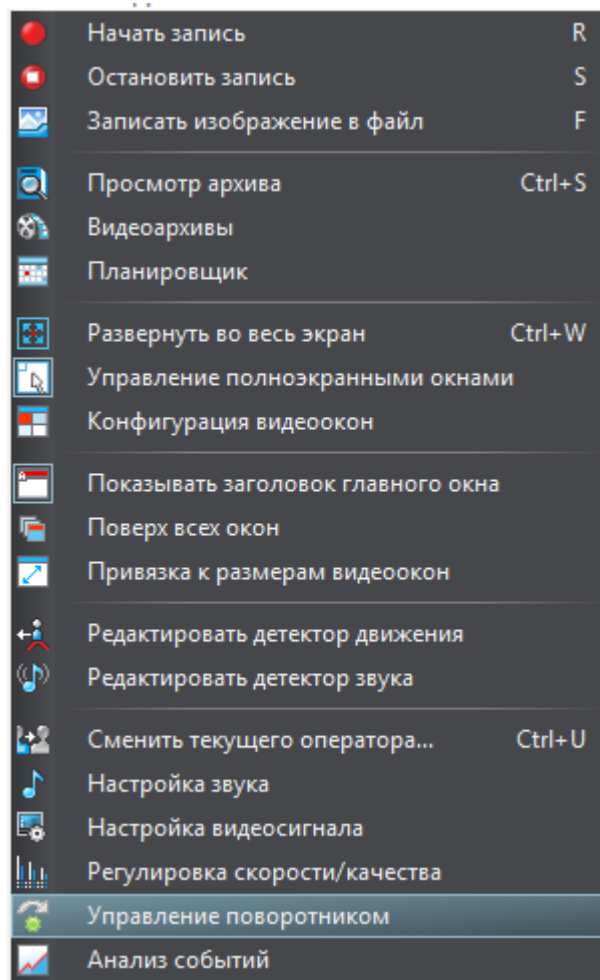 Начать запись R
Остановить запись S
Записать изображение в файл F
Просмотр архива Ctrl+S
Видеоархивы
Планировщик
Развернуть во весь экран Ctrl+W
Управление полноэкранными окнами
Конфигурация видеоокон
Показывать заголовок главного окна
Поверх всех окон
Привязка к размерам видеоокон
Редактировать детектор движения
Редактировать детектор звука
Сменить текущего оператора... Ctrl+U
Настройка звука
Настройка видеосигнала
Регулировка скорости/качества
Управление поворотником
Анализ событий